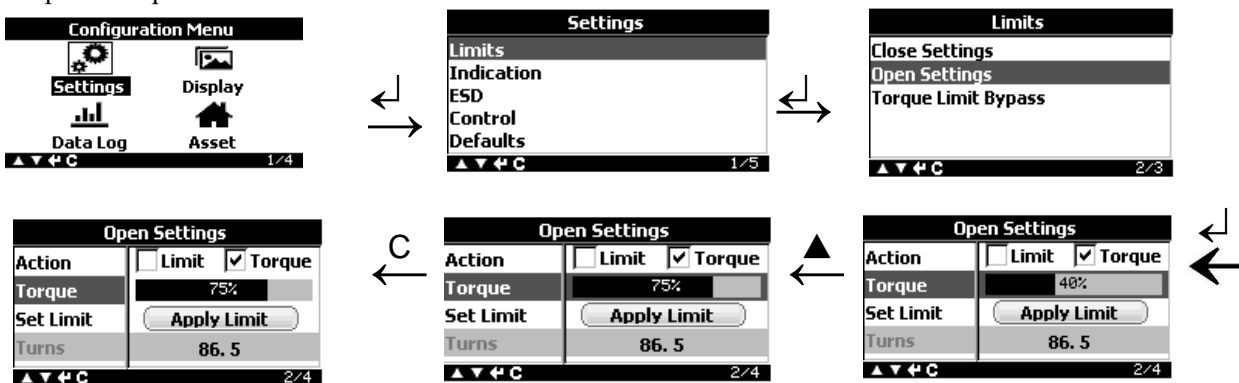 Configuration Menu
Settings
Display
Data Log
Asset
1/4
Settings
Limits
Indication
ESD
Control
Defaults
1/5
Limits
Close Settings
Open Settings
Torque Limit Bypass
2/3
Open Settings
Action Limit Torque
Torque 40%
Set Limit Apply Limit
Turns 86.5
2/4
Open Settings
Action Limit Torque
Torque 75%
Set Limit Apply Limit
Turns 86.5
2/4
C
Open Settings
Action Limit Torque
Torque 75%
Set Limit Apply Limit
Turns 86.5
C 2/4